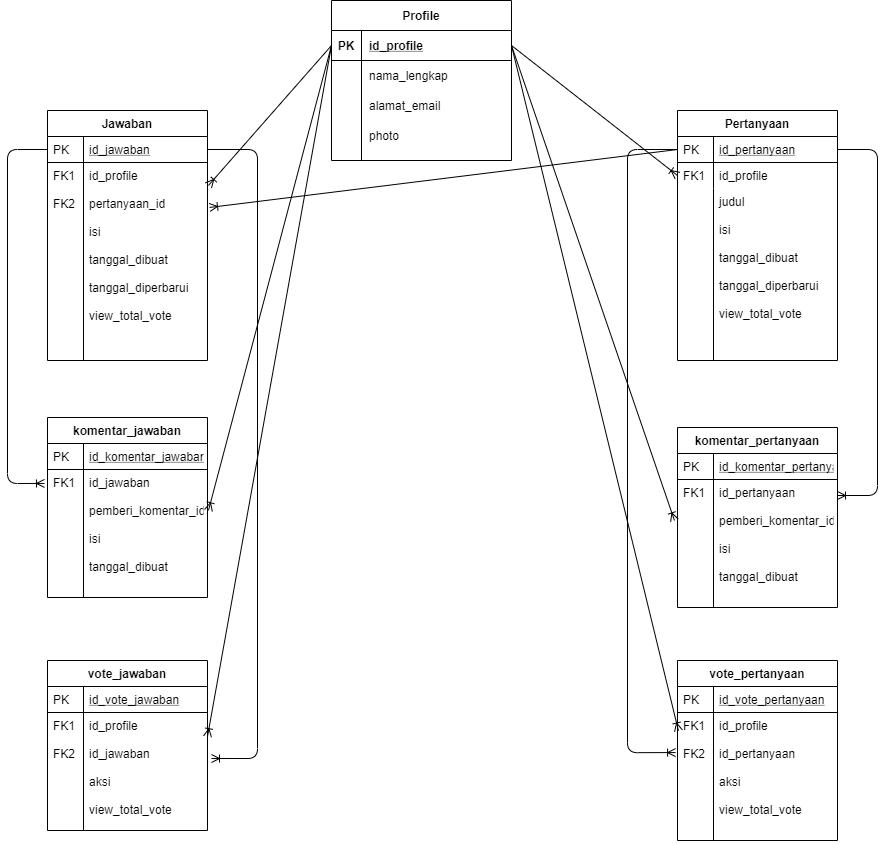 Profile
PK id_profile
nama_lengkap
alamat_email
photo
Jawaban
PK id_jawaban
FK1 id_profile
FK2 pertanyaan_id
isi
tanggal_dibuat
tanggal_diperbarui
view_total_vote
Pertanyaan
PK id_pertanyaan
FK1 id_profile
judul
isi
tanggal_dibuat
tanggal_diperbarui
view_total_vote
komentar_jawaban
PK id_komentar_jawabar
FK1 id_jawaban
pemberi_komentar_id
isi
tanggal_dibuat
komentar_pertanyaan
PK id_komentar_pertanya
FK1 id_pertanyaan
pemberi_komentar_id
isi
tanggal_dibuat
vote_jawaban
PK id_vote_jawaban
FK1 id_profile
FK2 id_jawaban
aksi
view_total_vote
vote_pertanyaan
PK id_vote_pertanyaan
FK1 id_profile
FK2 id_pertanyaan
aksi
view_total_vote